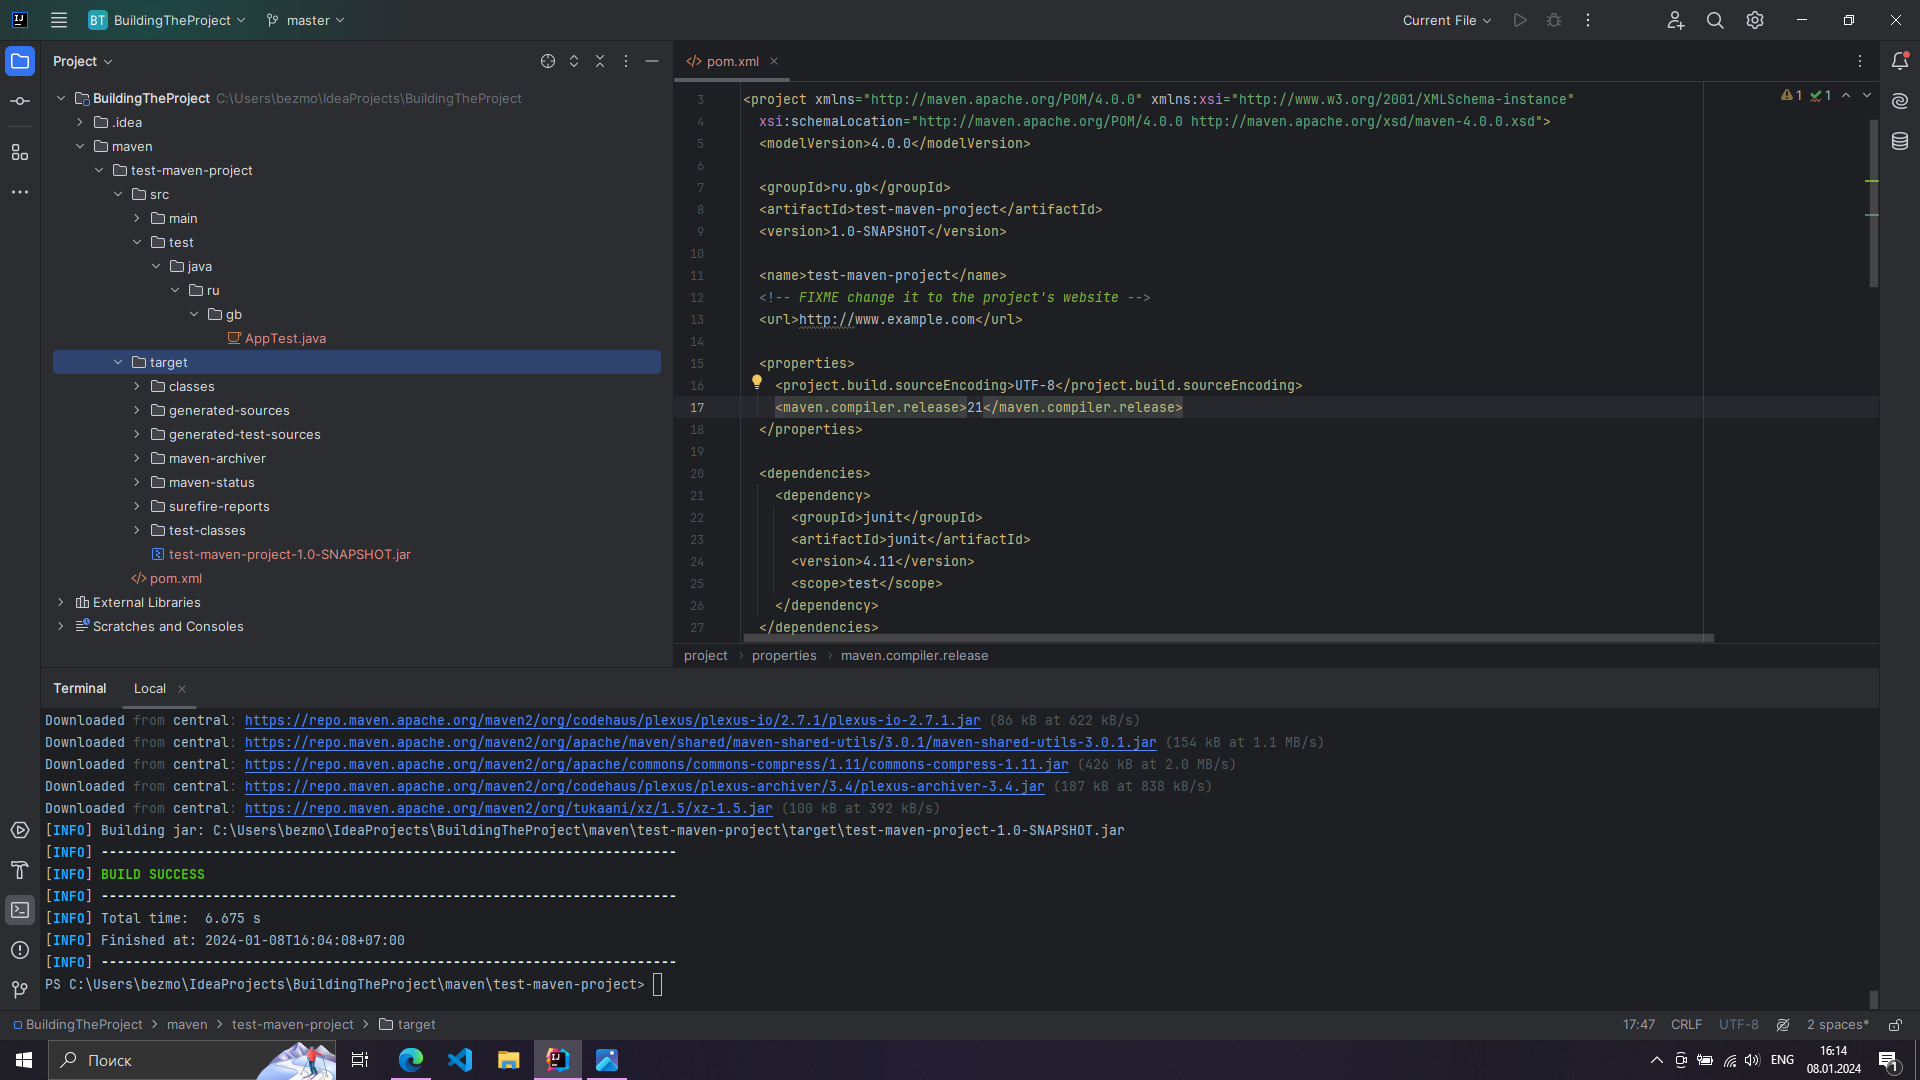 BT BuildingTheProject master Current File
Project
BuildingTheProject C:\Users\bezmo\IdeaProjects\BuildingTheProject
.idea
maven
test-maven-project
src
main
test
java
ru
gb
AppTest.java
target
classes
generated-sources
generated-test-sources
maven-archiver
maven-status
surefire-reports
test-classes
test-maven-project-1.0-SNAPSHOT.jar
</> pom.xml
External Libraries
Scratches and Consoles
</> pom.xml
1 1
3 <project xmlns="http://maven.apache.org/POM/4.0.0" xmlns:xsi="http://www.w3.org/2001/XMLSchema-instance"
4 xsi:schemaLocation="http://maven.apache.org/POM/4.0.0 http://maven.apache.org/xsd/maven-4.0.0.xsd">
5 <modelVersion>4.0.0</modelVersion>
6
7 <groupId>ru.gb</groupId>
8 <artifactId>test-maven-project</artifactId>
9 <version>1.0-SNAPSHOT</version>
10
11 <name>test-maven-project</name>
12 <!-- FIXME change it to the project's website -->
13 <url>http://www.example.com</url>
14
15 <properties>
16 <project.build.sourceEncoding>UTF-8</project.build.sourceEncoding>
17 <maven.compiler.release>21</maven.compiler.release>
18 </properties>
19
20 <dependencies>
21 <dependency>
22 <groupId>junit</groupId>
23 <artifactId>junit</artifactId>
24 <version>4.11</version>
25 <scope>test</scope>
26 </dependency>
27 </dependencies>
project > properties > maven.compiler.release
Terminal Local
Downloaded from central: https://repo.maven.apache.org/maven2/org/codehaus/plexus/plexus-io/2.7.1/plexus-io-2.7.1.jar (86 kB at 622 kB/s)
Downloaded from central: https://repo.maven.apache.org/maven2/org/apache/maven/shared/maven-shared-utils/3.0.1/maven-shared-utils-3.0.1.jar (154 kB at 1.1 MB/s)
Downloaded from central: https://repo.maven.apache.org/maven2/org/apache/commons/commons-compress/1.11/commons-compress-1.11.jar (426 kB at 2.0 MB/s)
Downloaded from central: https://repo.maven.apache.org/maven2/org/codehaus/plexus/plexus-archiver/3.4/plexus-archiver-3.4.jar (187 kB at 838 kB/s)
Downloaded from central: https://repo.maven.apache.org/maven2/org/tukaani/xz/1.5/xz-1.5.jar (100 kB at 392 kB/s)
[INFO] Building jar: C:\Users\bezmo\IdeaProjects\BuildingTheProject\maven\test-maven-project\target\test-maven-project-1.0-SNAPSHOT.jar
[INFO] ------------------------------------------------------------------------
[INFO] BUILD SUCCESS
[INFO] ------------------------------------------------------------------------
[INFO] Total time:  6.675 s
[INFO] Finished at: 2024-01-08T16:04:08+07:00
[INFO] ------------------------------------------------------------------------
PS C:\Users\bezmo\IdeaProjects\BuildingTheProject\maven\test-maven-project>
BuildingTheProject > maven > test-maven-project > target 17:47 CRLF UTF-8 2 spaces*
Поиск ENG 16:14
08.01.2024 1